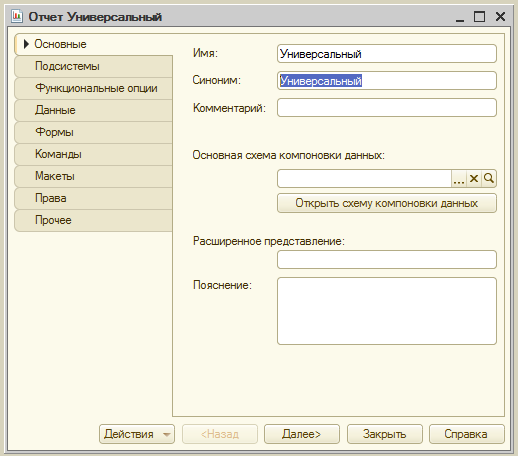 Отчет Универсальный
Основные
Подсистемы
Функциональные опции
Данные
Формы
Команды
Макеты
Права
Прочее
Имя: Универсальный
Синоним: Универсальный
Комментарий:
Основная схема компоновки данных:
... 
Открыть схему компоновки данных
Расширенное представление:
Пояснение:
Действия <Назад Далее> Закрыть Справка